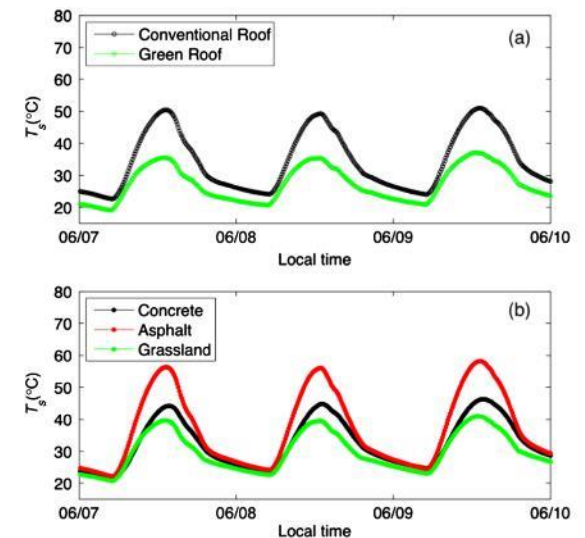 80
(a)
Conventional Roof
70
Green Roof
60
50
40
30
20
Ts(°C)
06/07 06/08 06/09 06/10
Local time
80
(b)
Concrete
70
Asphalt
Grassland
60
50
40
30
20
Ts(°C)
06/07 06/08 06/09 06/10
Local time